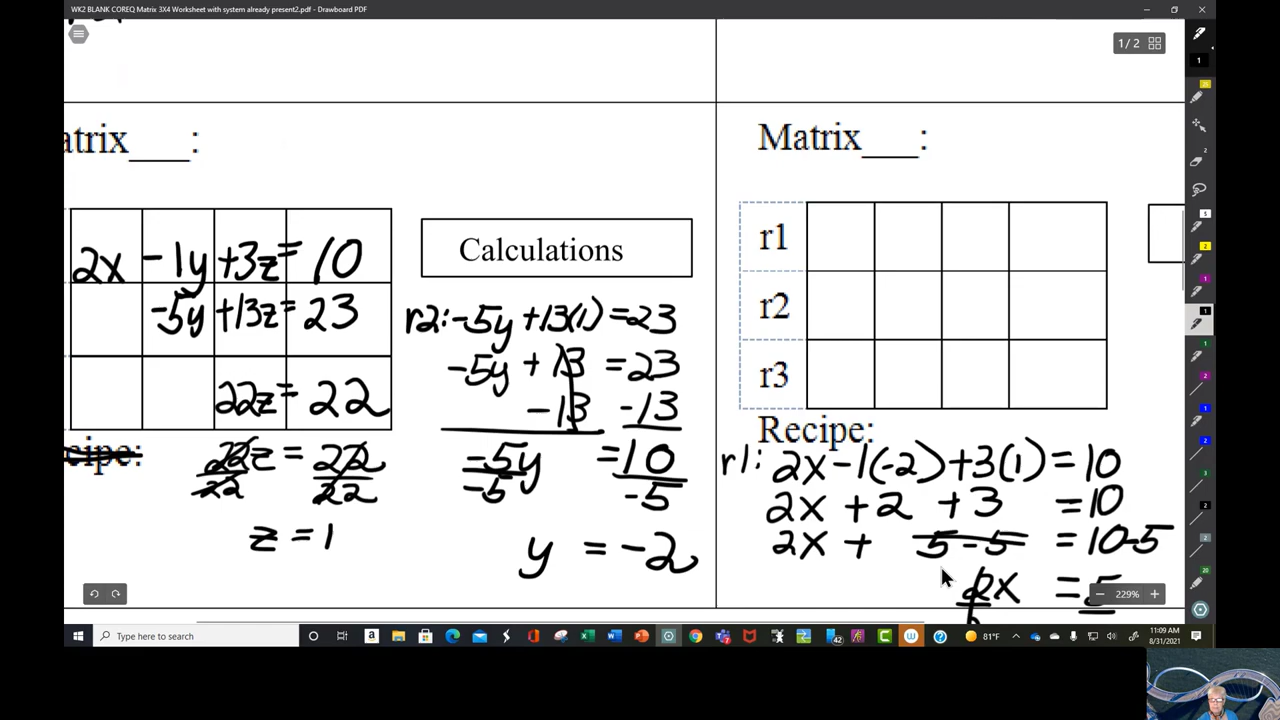 WK2 BLANK COREQ Matrix 3X4 Worksheet with system already present2.pdf - Drawboard PDF
1 / 2
atrix___:
2x -1y +3z = 10
-5y +13z = 23
22z = 22
cipe:
22z = 22
22 22
z = 1
Calculations
r2: -5y +13(1) = 23
-5y + 13 = 23
-13 -13
-5y = 10
-5 -5
y = -2
Matrix___:
r1
r2
r3
Recipe:
r1: 2x -1(-2) +3(1) = 10
2x + 2 + 3 = 10
2x + 5 - 5 = 10-5
2x = 5
229%
Type here to search
42
81°F
11:09 AM
8/31/2021